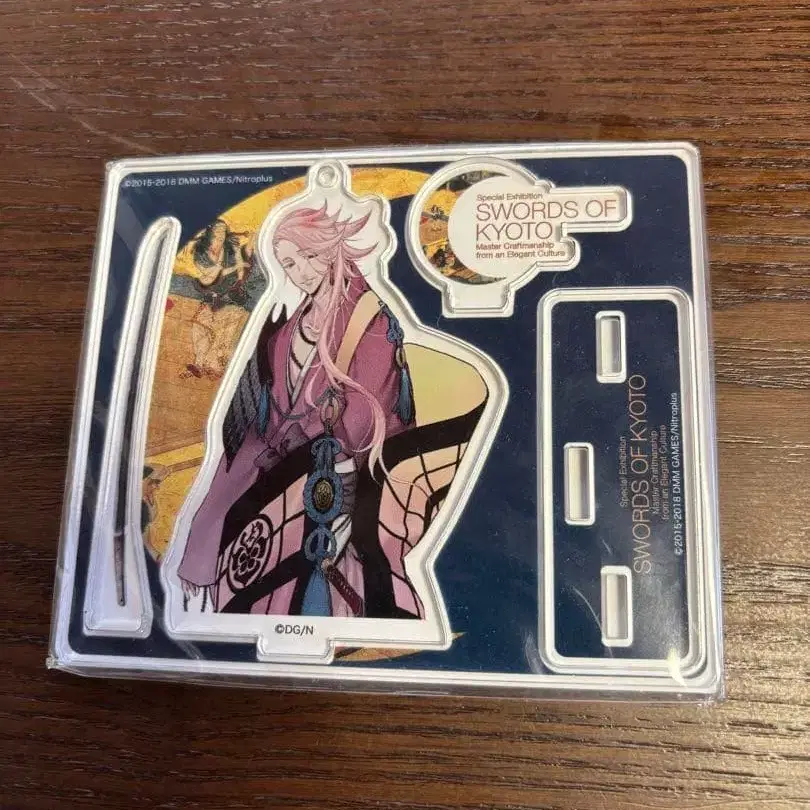 ©2015-2018 DMM GAMES/Nitroplus
Special Exhibition
SWORDS OF
KYOTO
Master Craftmanship
from an Elegant Culture
Special Exhibition
SWORDS OF KYOTO
Master Craftmanship
from an Elegant Culture
©2015-2018 DMM GAMES/Nitroplus
©DG/N